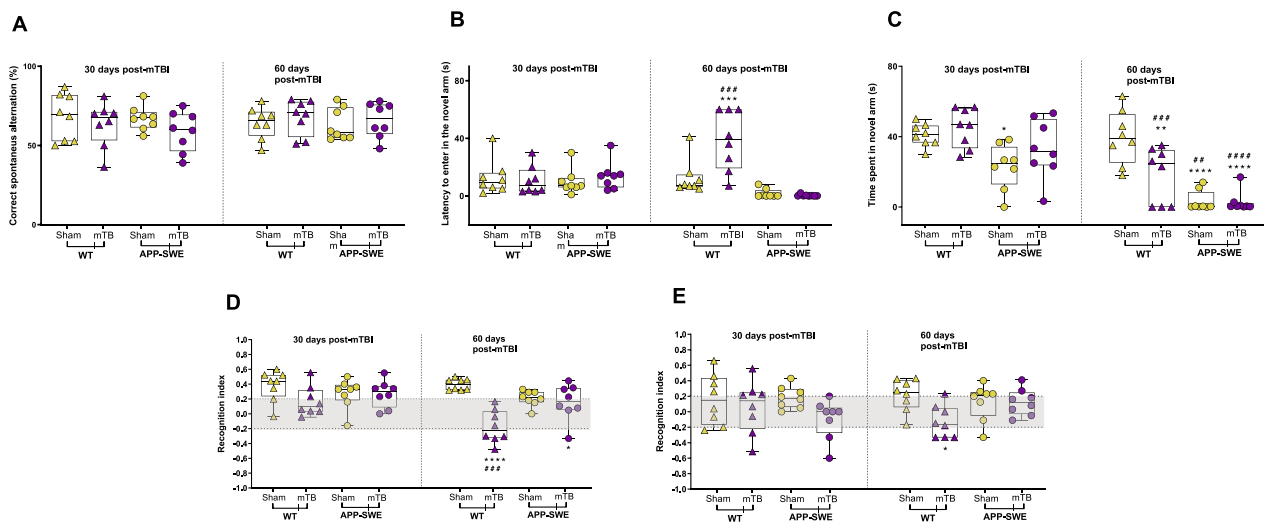 A
30 days post-mTBI
60 days
post-mTBI
Correct spontaneous alternation (%)
100
50
0
Sham
mTB
Sham
mTB
WT
APP-SWE
Sham
mTB
Sha
m
mTB
WT
APP-SWE
B
30 days post-mTBI
60 days post-mTBI
Latency to enter in the novel arm (s)
80
40
0
###
***
Sham
mTB
Sha
m
mTB
WT
APP-SWE
Sham
mTBI
Sham
mTB
WT
APP-SWE
C
30 days post-mTBI
60 days
post-mTBI
Time spent in novel arm (s)
80
40
0
*
###
**
##
****
####
****
Sham
mTB
Sham
mTB
WT
APP-SWE
Sham
mTB
Sham
mTB
WT
APP-SWE
D
30 days post-mTBI
60 days
post-mTBI
Recognition index
1.0
0.8
0.6
0.4
0.2
0.0
-0.2
-0.4
-0.6
-0.8
-1.0
****
###
*
Sham
mTB
Sham
mTB
WT
APP-SWE
Sham
mTB
Sham
mTB
WT
APP-SWE
E
30 days post-mTBI
60 days
post-mTBI
Recognition index
1.0
0.8
0.6
0.4
0.2
0.0
-0.2
-0.4
-0.6
-0.8
-1.0
*
Sham
mTB
Sham
mTB
WT
APP-SWE
Sham
mTB
Sham
mTB
WT
APP-SWE